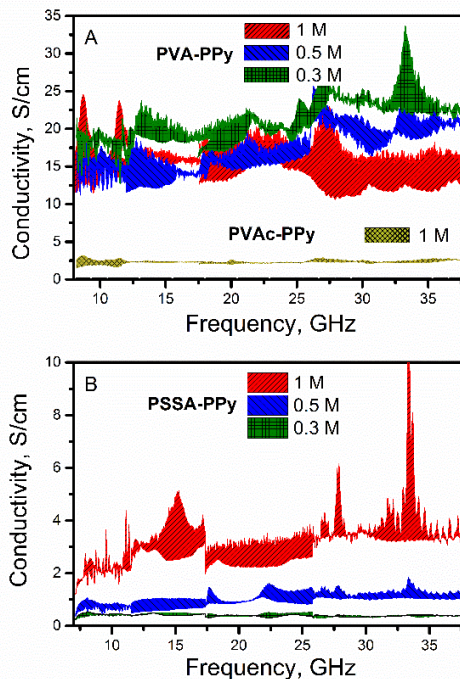 A
PVA-PPy
1 M
0.5 M
0.3 M
PVAc-PPy
1 M
Conductivity, S/cm
35
30
25
20
15
10
5
0
10 15 20 25 30 35
Frequency, GHz
B
PSSA-PPy
1 M
0.5 M
0.3 M
Conductivity, S/cm
10
8
6
4
2
0
10 15 20 25 30 35
Frequency, GHz